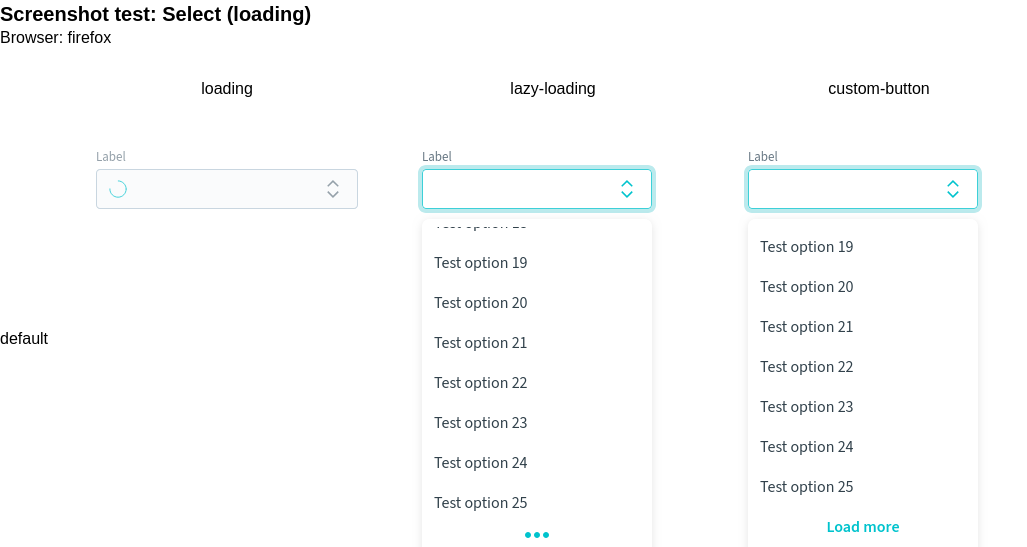 Screenshot test: Select (loading)
Browser: firefox
loading
lazy-loading
custom-button
default
Label
Label
Test option 19
Test option 20
Test option 21
Test option 22
Test option 23
Test option 24
Test option 25
Label
Test option 19
Test option 20
Test option 21
Test option 22
Test option 23
Test option 24
Test option 25
Load more